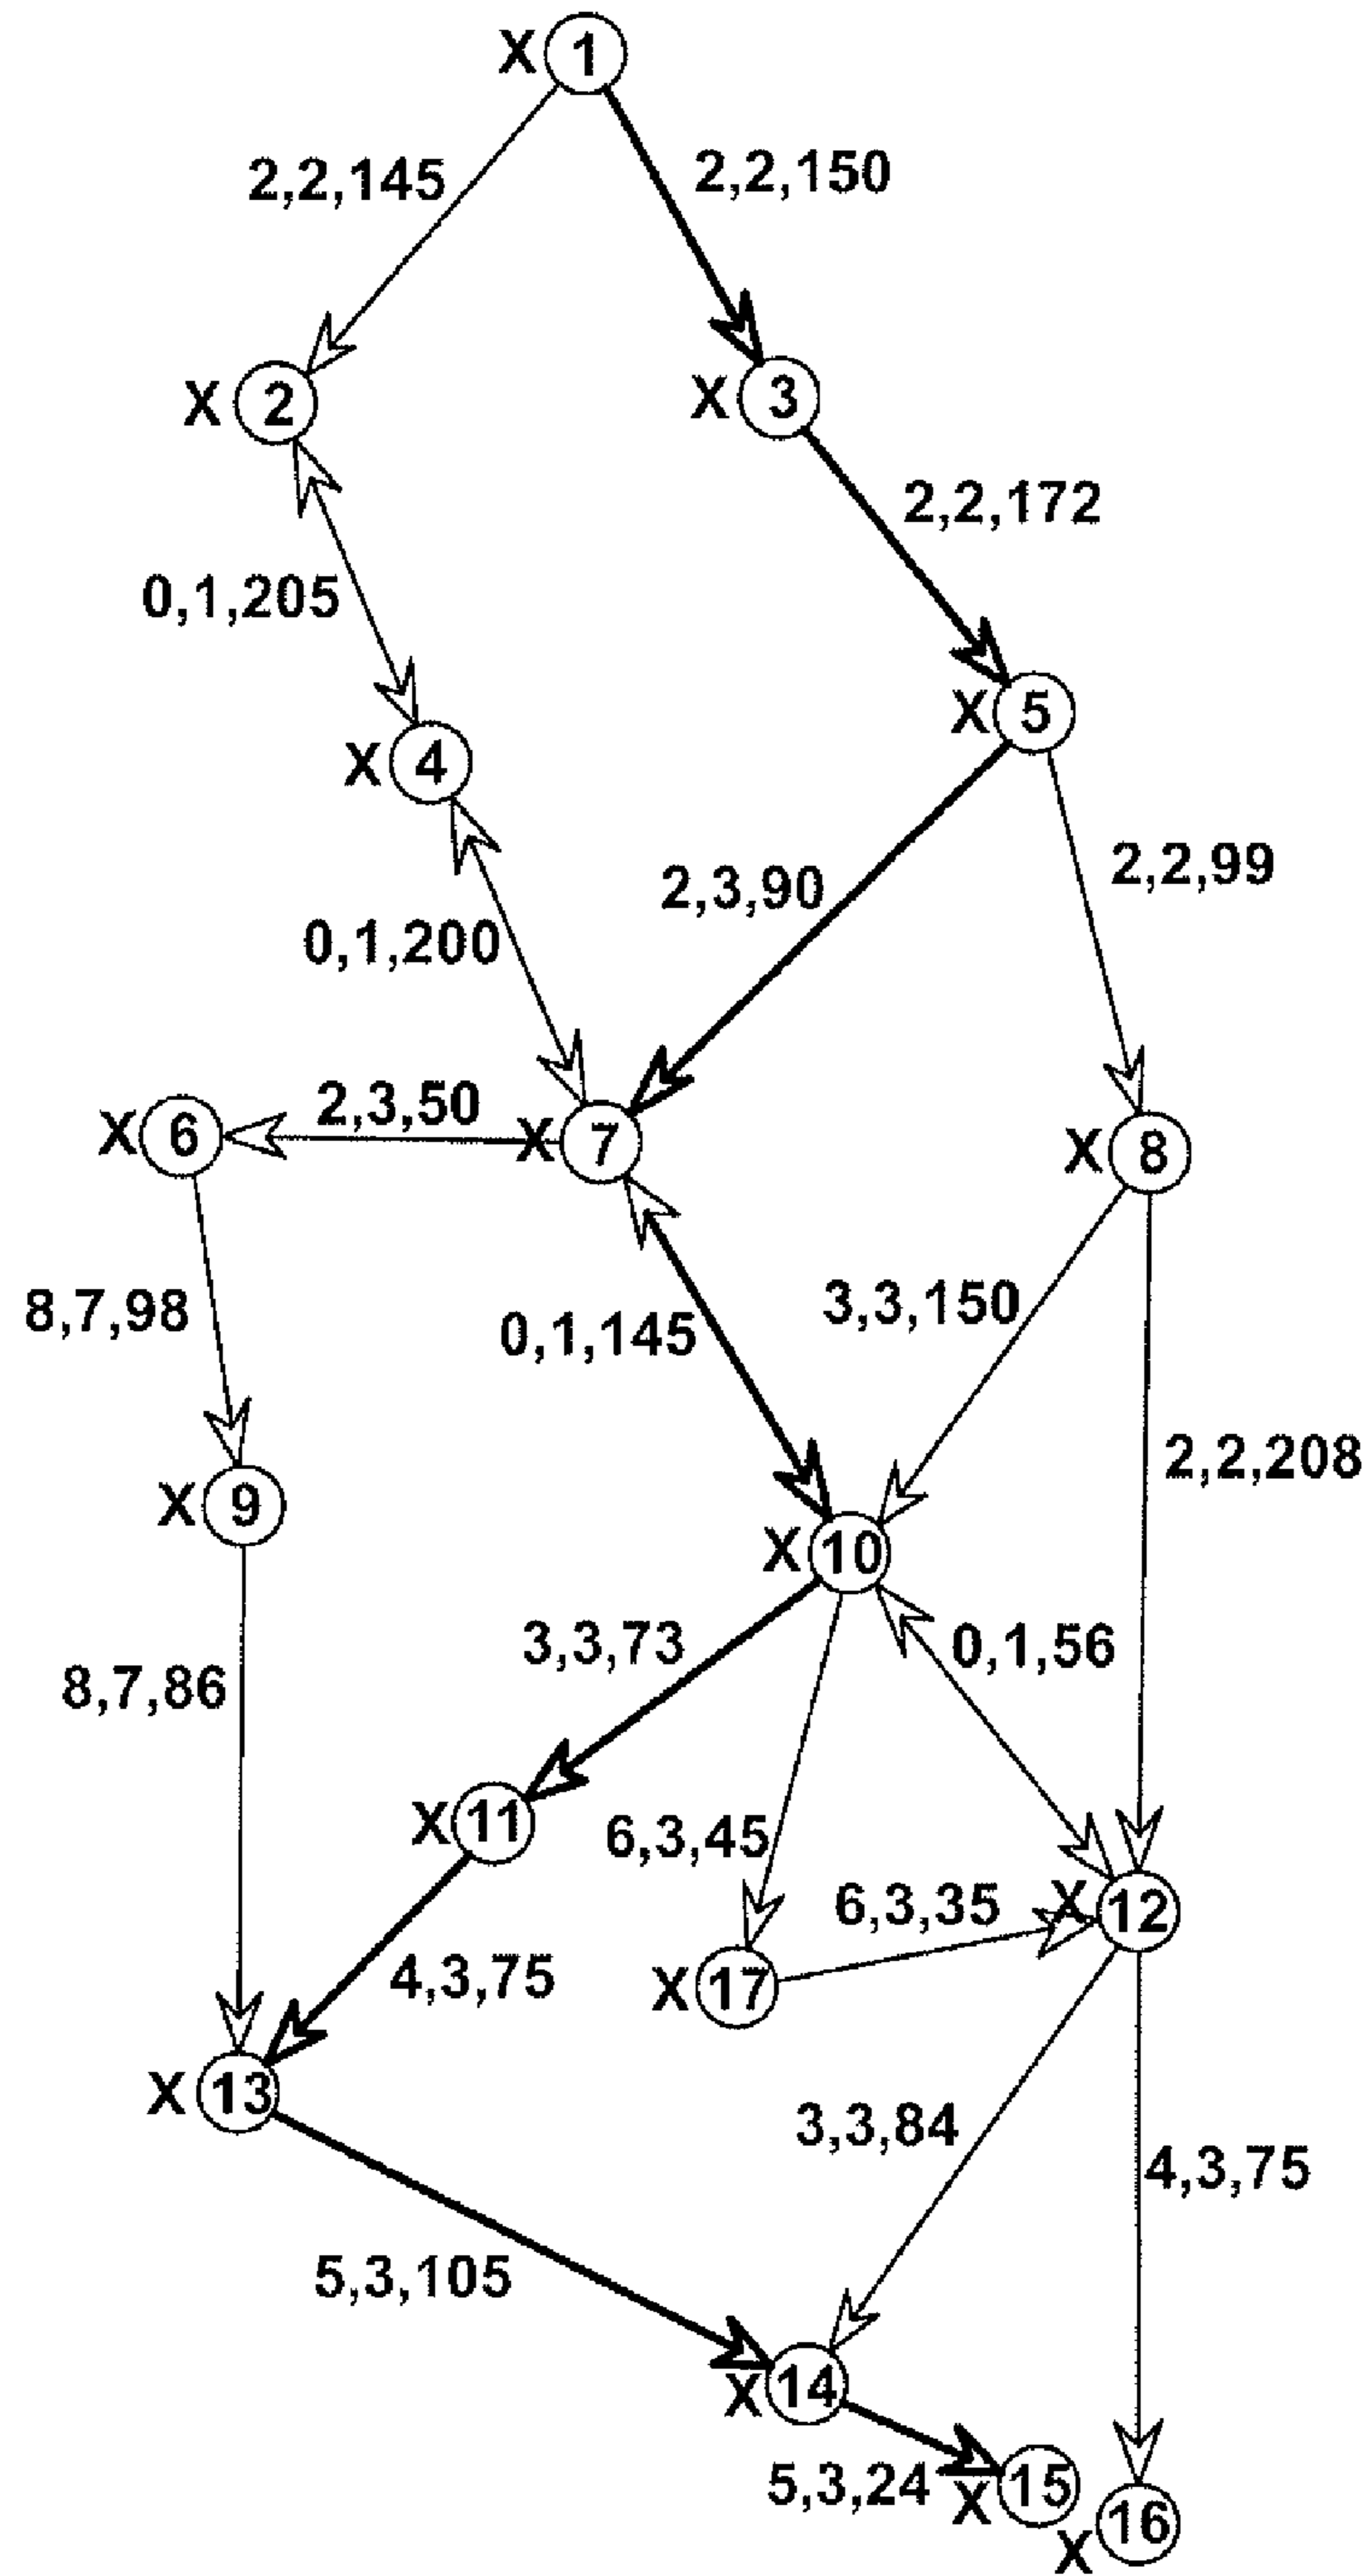 X 1
2,2,145
2,2,150
X 2
X 3
2,2,172
0,1,205
X 5
X 4
2,2,99
2,3,90
0,1,200
X 6
2,3,50
X 7
X 8
8,7,98
3,3,150
0,1,145
2,2,208
X 9
X 10
3,3,73
0,1,56
8,7,86
X 11
6,3,45
6,3,35
X 12
4,3,75
X 17
X 13
3,3,84
4,3,75
5,3,105
X 14
5,3,24
X 15
X 16